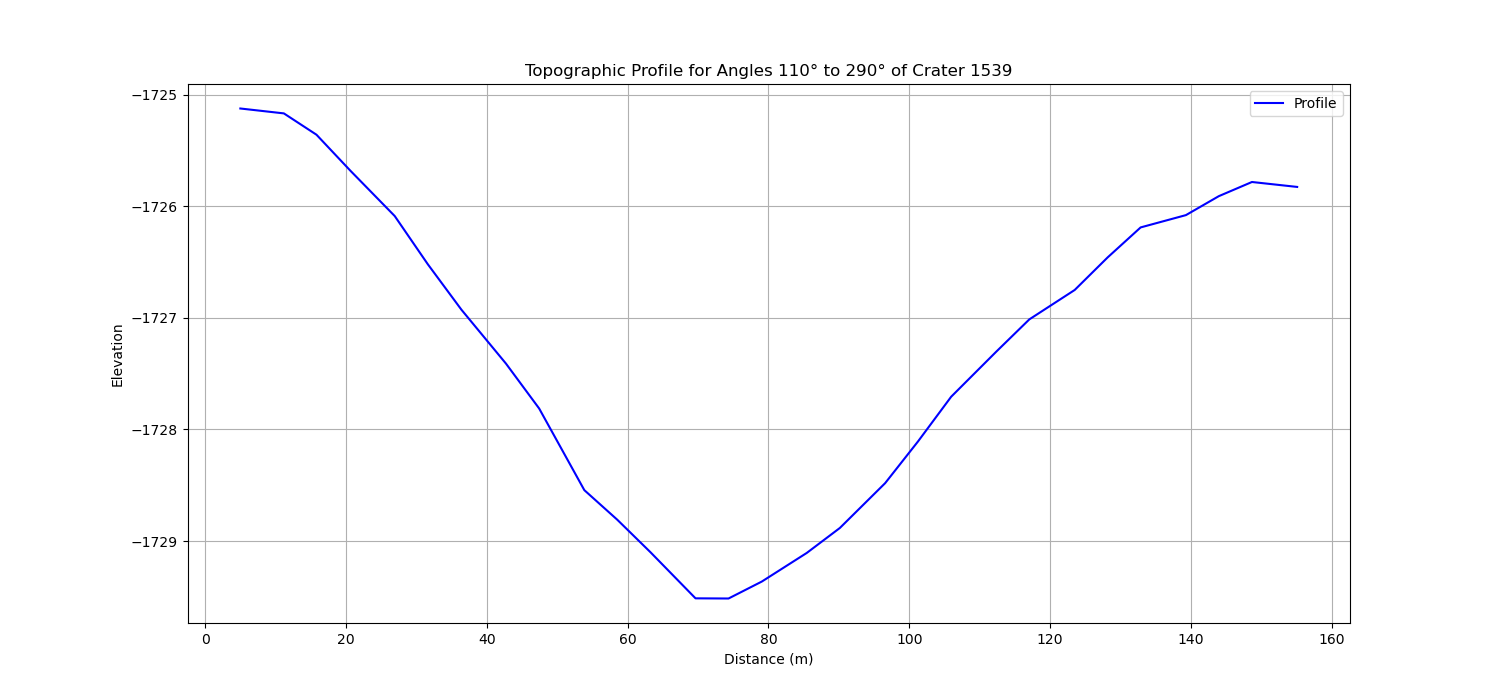 Topographic Profile for Angles 110° to 290° of Crater 1539
Profile
−1725
−1726
−1727
−1728
−1729
Elevation
0 20 40 60 80 100 120 140 160
Distance (m)